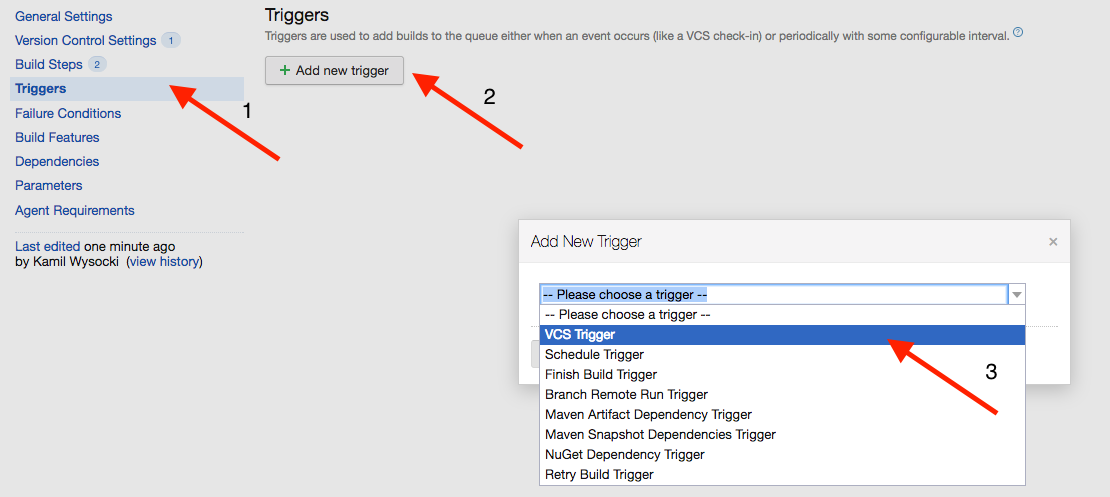 General Settings
Version Control Settings 1
Build Steps 2
Triggers
Failure Conditions
Build Features
Dependencies
Parameters
Agent Requirements
Last edited one minute ago
by Kamil Wysocki (view history)
Triggers
Triggers are used to add builds to the queue either when an event occurs (like a VCS check-in) or periodically with some configurable interval. ?
+ Add new trigger
1
2
Add New Trigger ×
-- Please choose a trigger --
-- Please choose a trigger --
VCS Trigger
Schedule Trigger
Finish Build Trigger
Branch Remote Run Trigger
Maven Artifact Dependency Trigger
Maven Snapshot Dependencies Trigger
NuGet Dependency Trigger
Retry Build Trigger
3